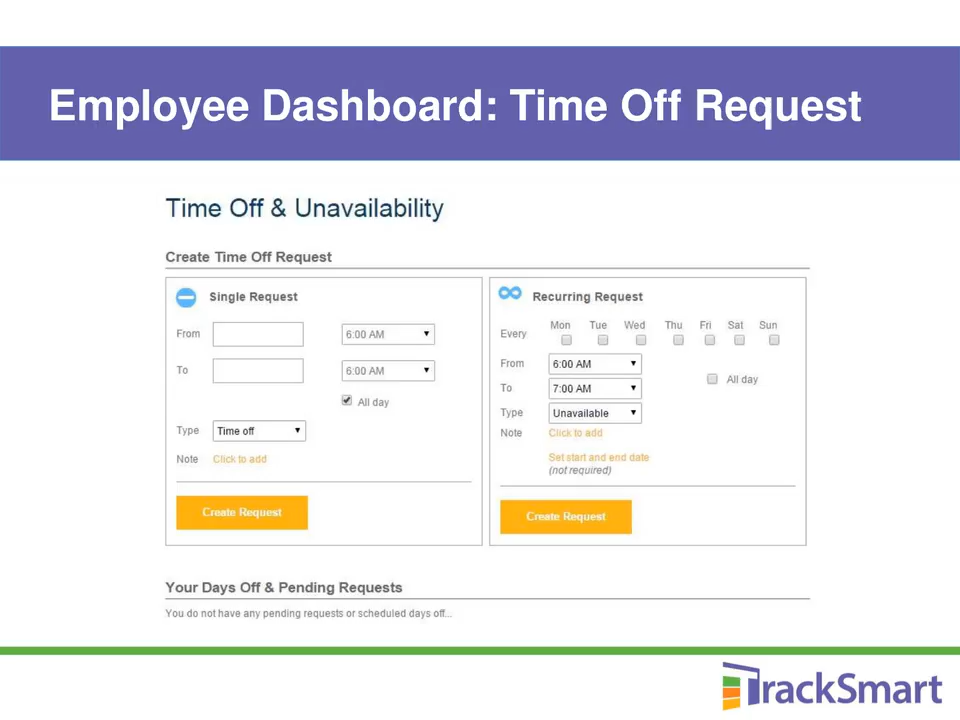 Employee Dashboard: Time Off Request
Time Off & Unavailability
Create Time Off Request
Single Request
From 6:00 AM
To 6:00 AM
All day
Type Time off
Note Click to add
Create Request
Recurring Request
Mon Tue Wed Thu Fri Sat Sun
Every
From 6:00 AM
All day
To 7:00 AM
Type Unavailable
Note Click to add
Set start and end date
(not required)
Create Request
Your Days Off & Pending Requests
You do not have any pending requests or scheduled days off...
TrackSmart